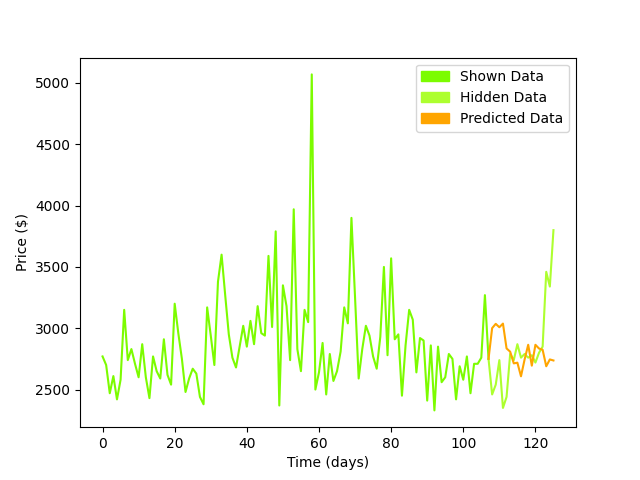 Shown Data
Hidden Data
Predicted Data
5000
4500
4000
3500
3000
2500
Price ($)
0 20 40 60 80 100 120
Time (days)